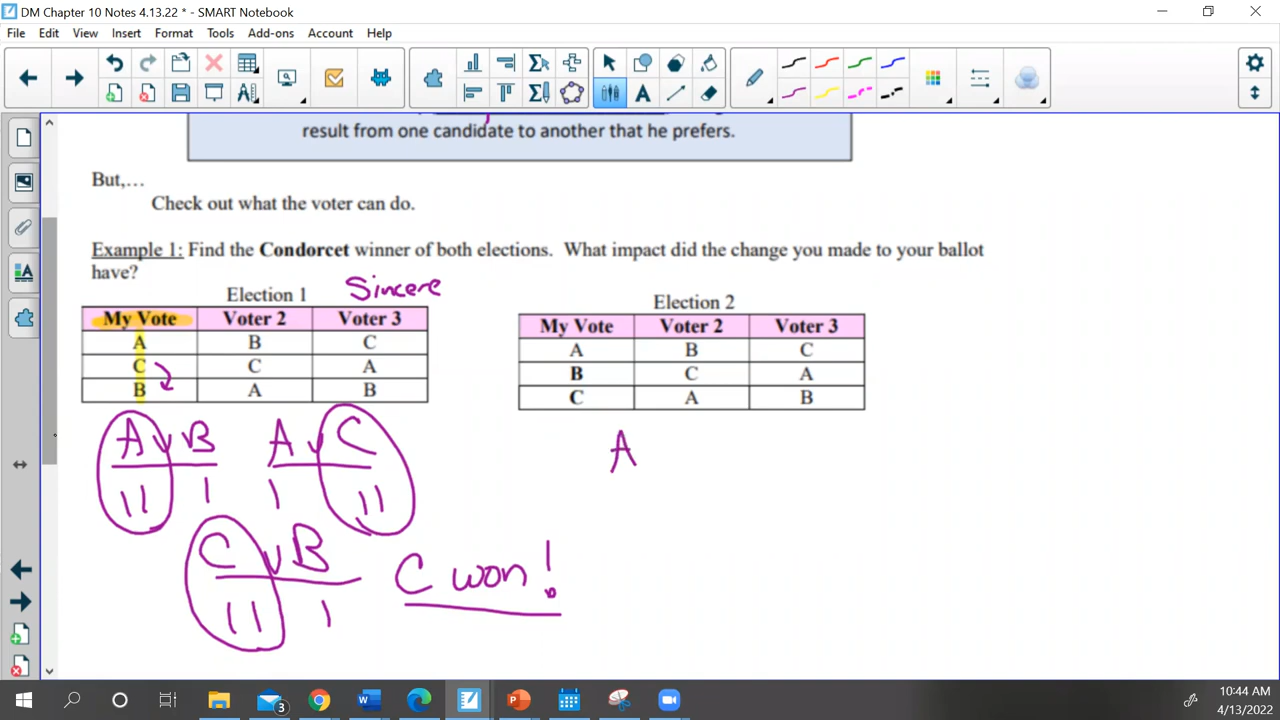 DM Chapter 10 Notes 4.13.22 * - SMART Notebook
File Edit View Insert Format Tools Add-ons Account Help
result from one candidate to another that he prefers.
But,...
Check out what the voter can do.
Example 1: Find the Condorcet winner of both elections. What impact did the change you made to your ballot
have?
Election 1 Sincere
My Vote Voter 2 Voter 3
A B C
C C A
B A B
Election 2
My Vote Voter 2 Voter 3
A B C
B C A
C A B
A v B A v C
11 1 1 11
C v B
11 1
C won!
A
3
10:44 AM
4/13/2022